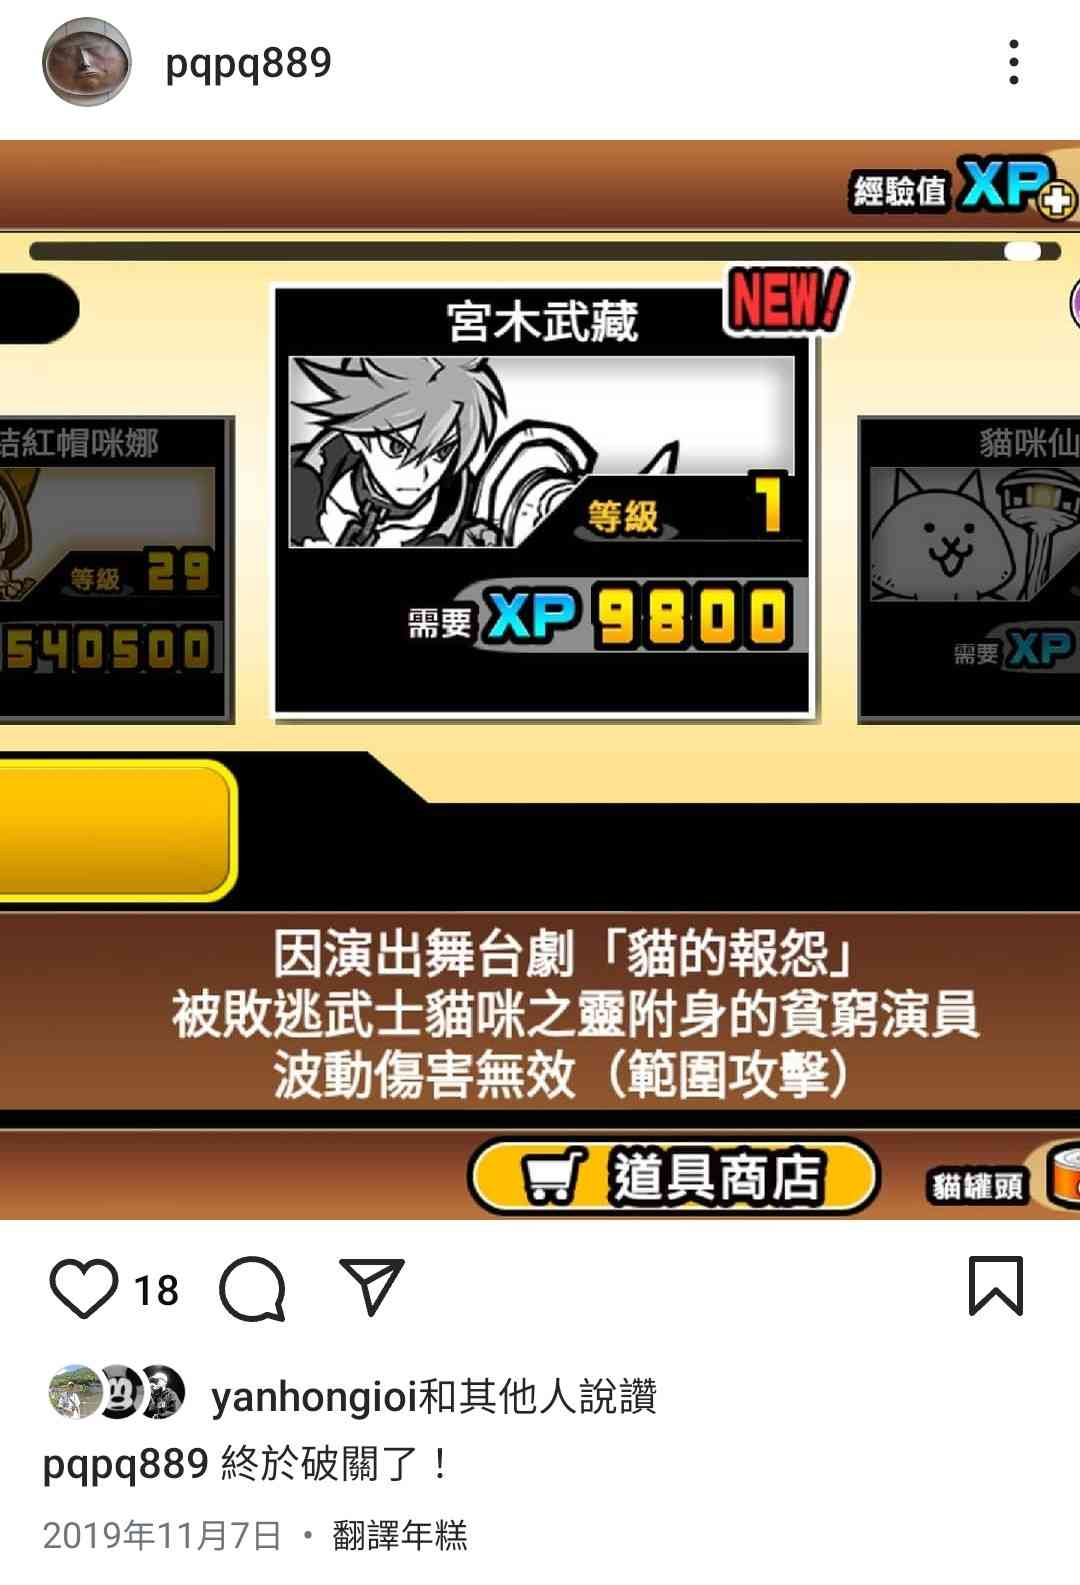 pqpq889
經驗值 XP
宮木武藏
NEW!
等級 1
需要 XP 9800
紅帽咪娜
等級 29
540500
貓咪仙
需要 XP
因演出舞台劇「貓的報怨」
被敗逃武士貓咪之靈附身的貧窮演員
波動傷害無效（範圍攻擊）
道具商店
貓罐頭
18
yanhongioi和其他人說讚
pqpq889 終於破關了！
2019年11月7日 • 翻譯年糕